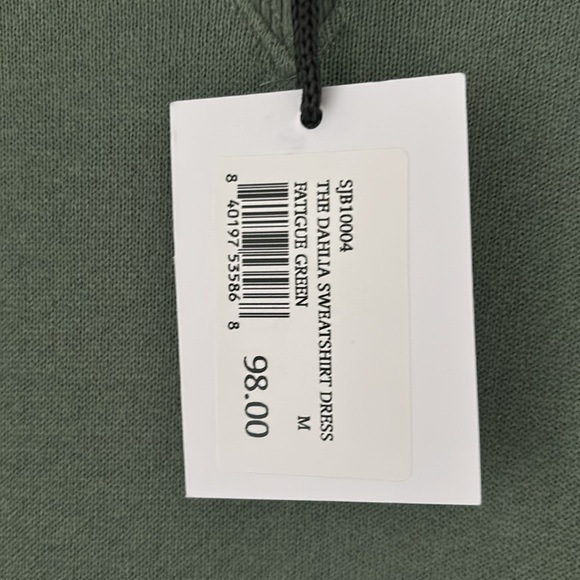 SJB10004
THE DAHLIA SWEATSHIRT DRESS
FATIGUE GREEN M
8 40197 53586 8
98.00